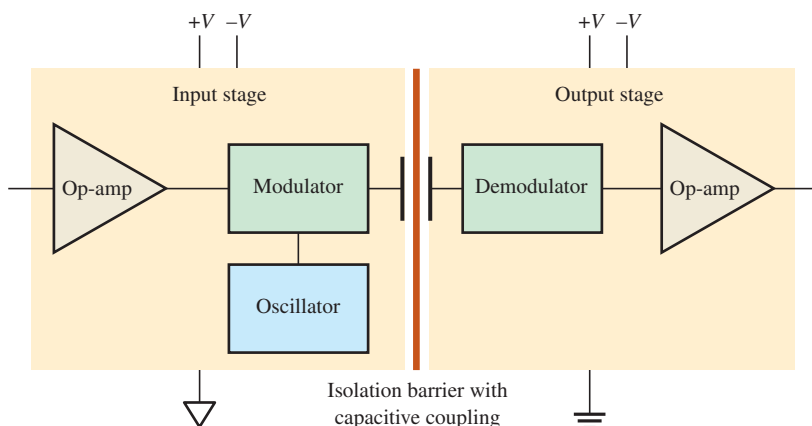 +V –V
+V –V
Input stage
Output stage
Op-amp
Modulator
Demodulator
Op-amp
Oscillator
Isolation barrier with
capacitive coupling